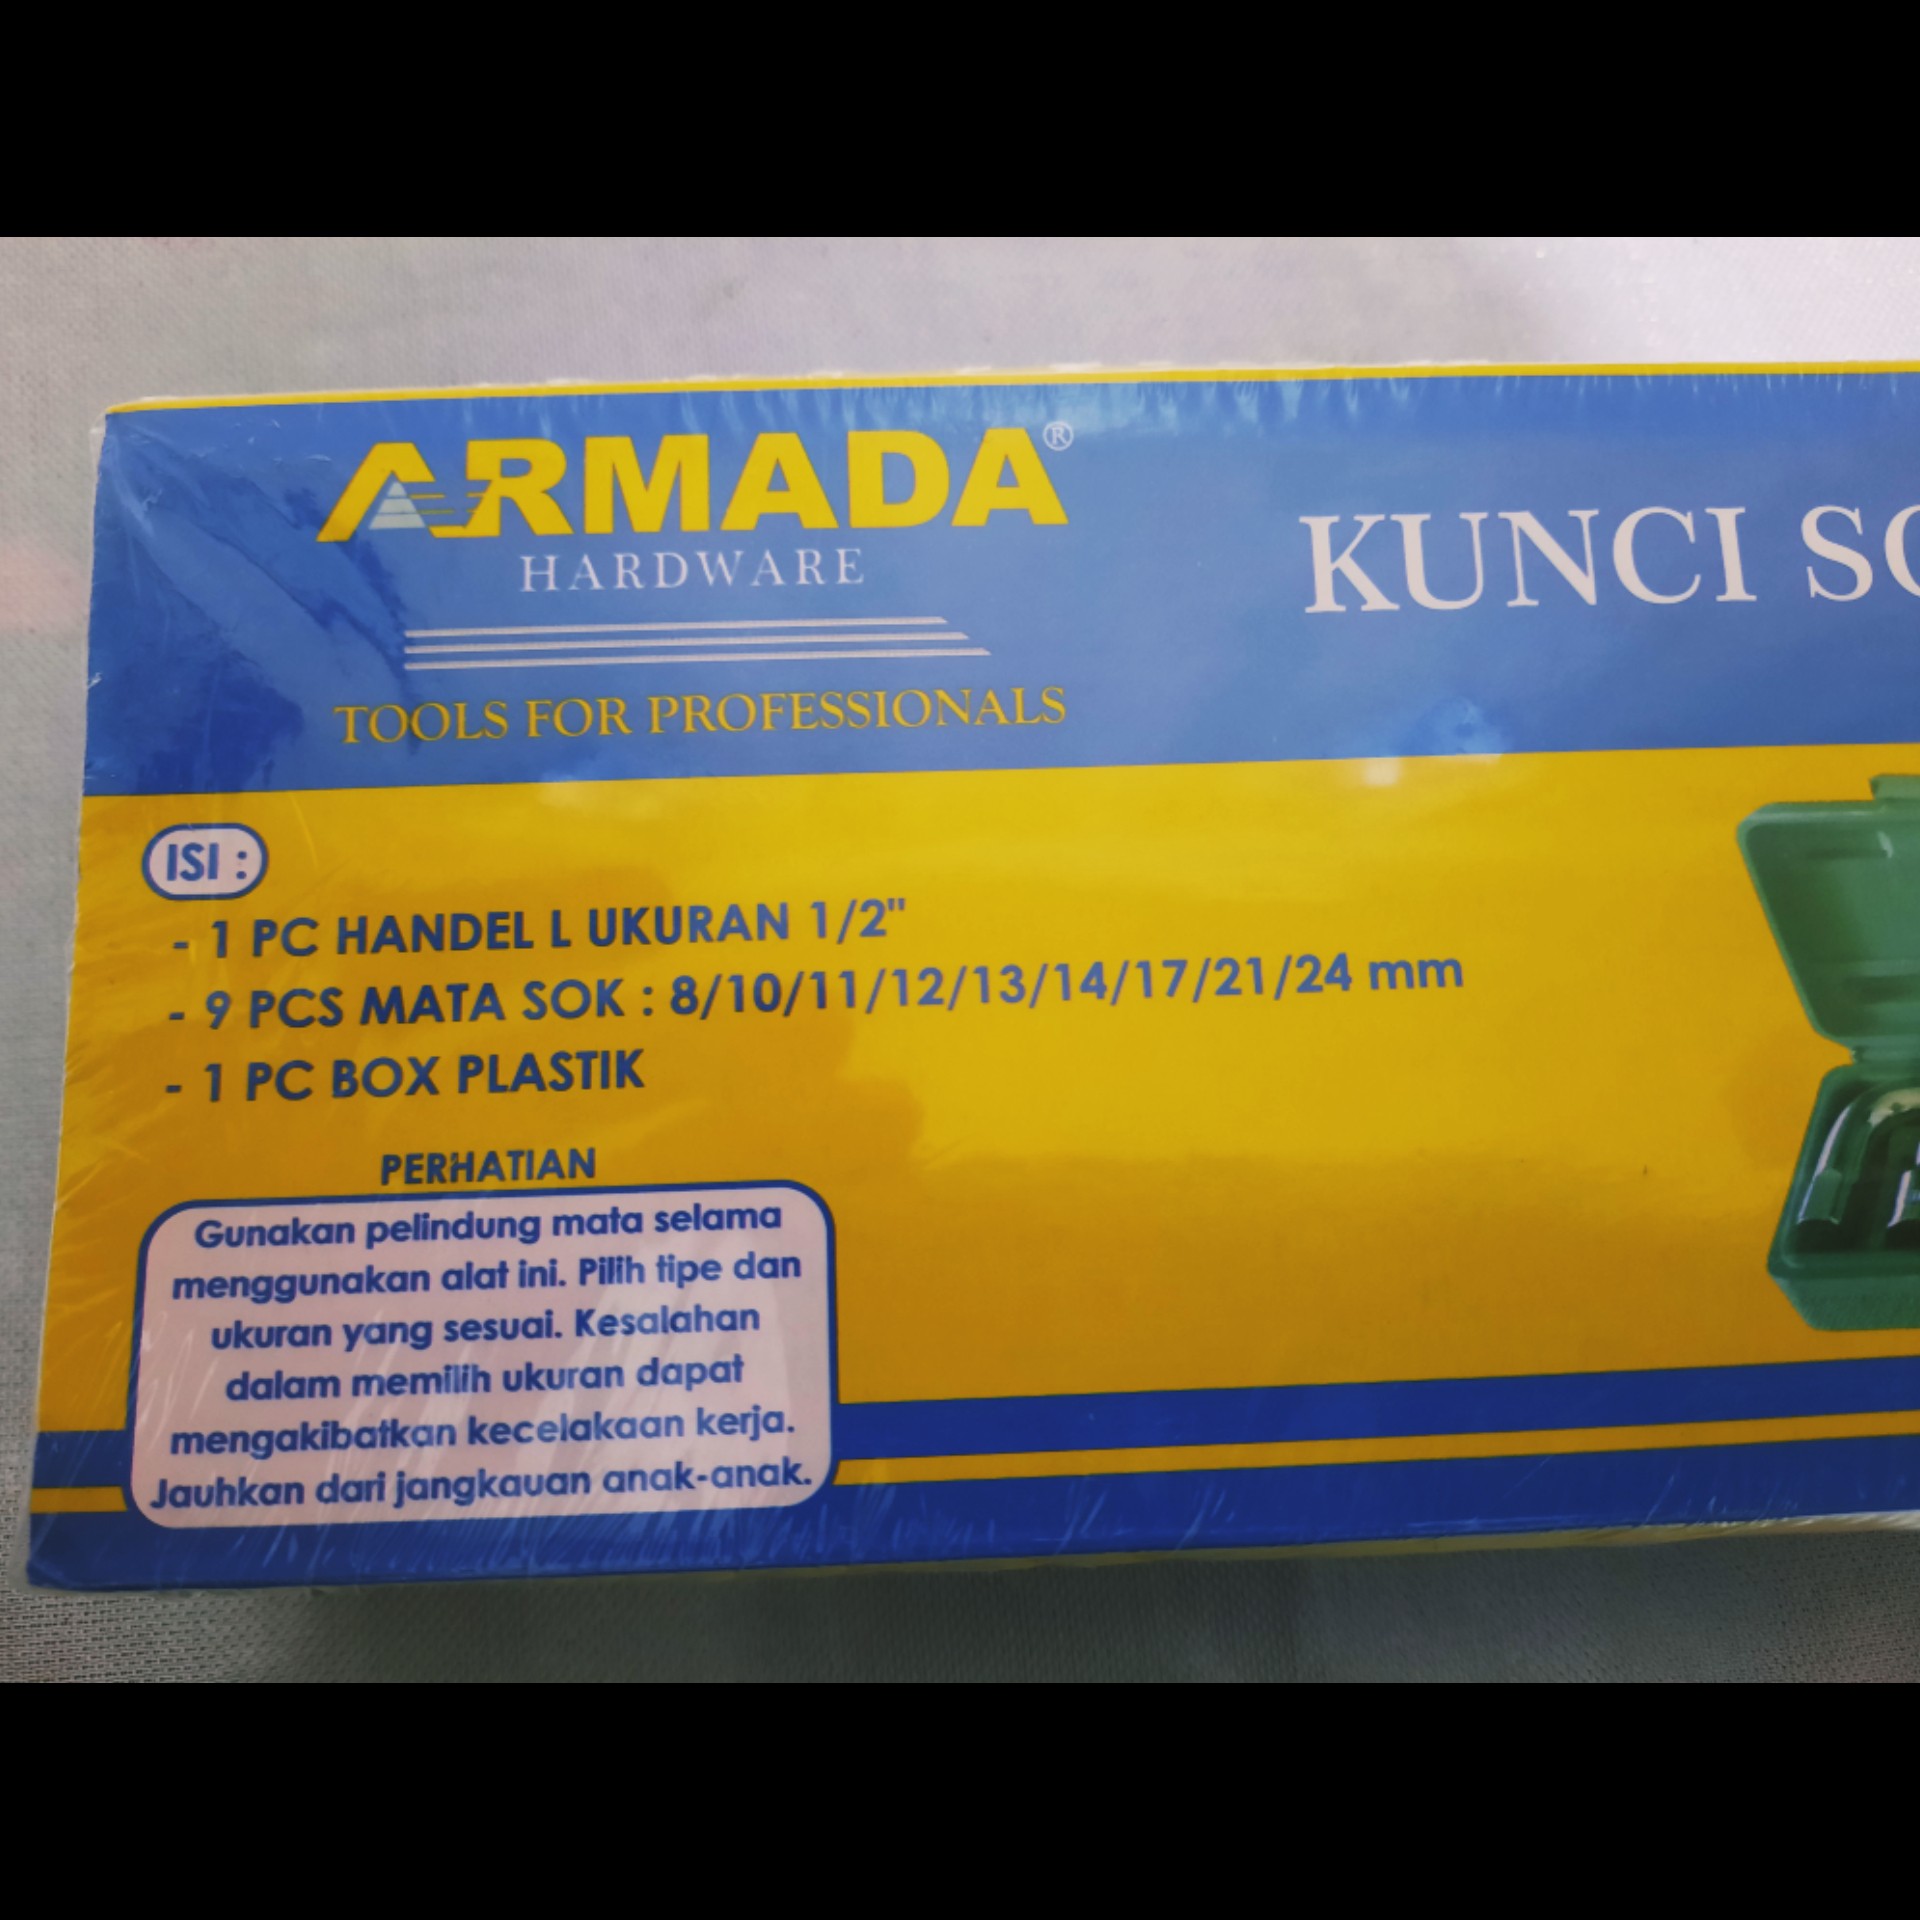 ARMADA®
HARDWARE
TOOLS FOR PROFESSIONALS
KUNCI
ISI :
- 1 PC HANDEL L UKURAN 1/2"
- 9 PCS MATA SOK : 8/10/11/12/13/14/17/21/24 mm
- 1 PC BOX PLASTIK
PERHATIAN
Gunakan pelindung mata selama
menggunakan alat ini. Pilih tipe dan
ukuran yang sesuai. Kesalahan
dalam memilih ukuran dapat
mengakibatkan kecelakaan kerja.
Jauhkan dari jangkauan anak-anak.